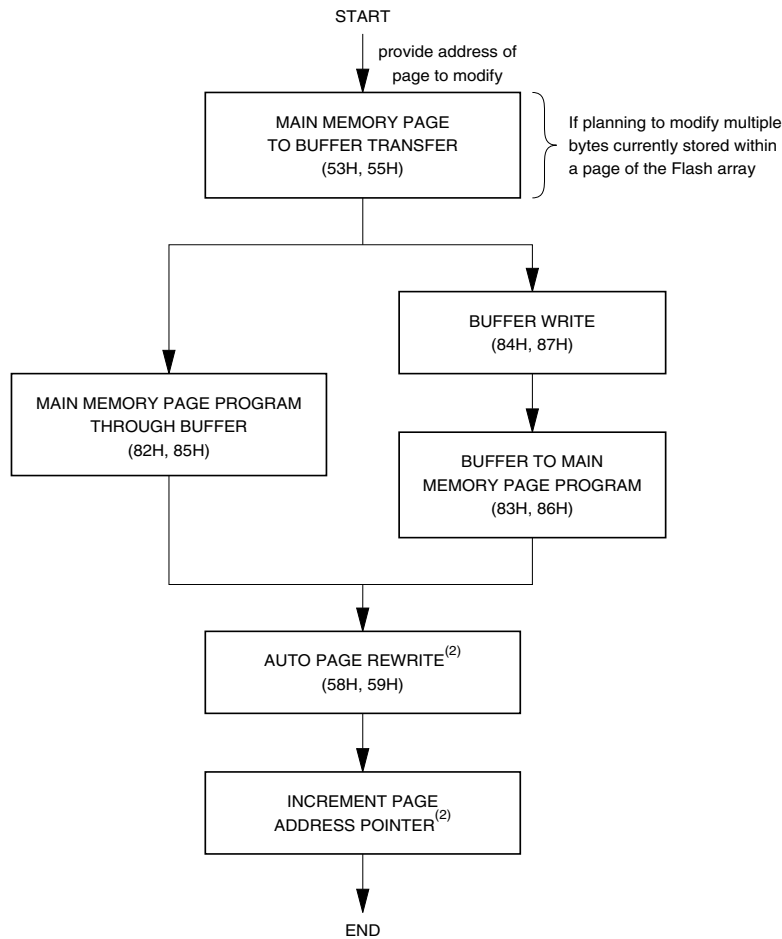 START
provide address of
page to modify
MAIN MEMORY PAGE
TO BUFFER TRANSFER
(53H, 55H)
If planning to modify multiple
bytes currently stored within
a page of the Flash array
BUFFER WRITE
(84H, 87H)
MAIN MEMORY PAGE PROGRAM
THROUGH BUFFER
(82H, 85H)
BUFFER TO MAIN
MEMORY PAGE PROGRAM
(83H, 86H)
AUTO PAGE REWRITE(2)
(58H, 59H)
INCREMENT PAGE
ADDRESS POINTER(2)
END